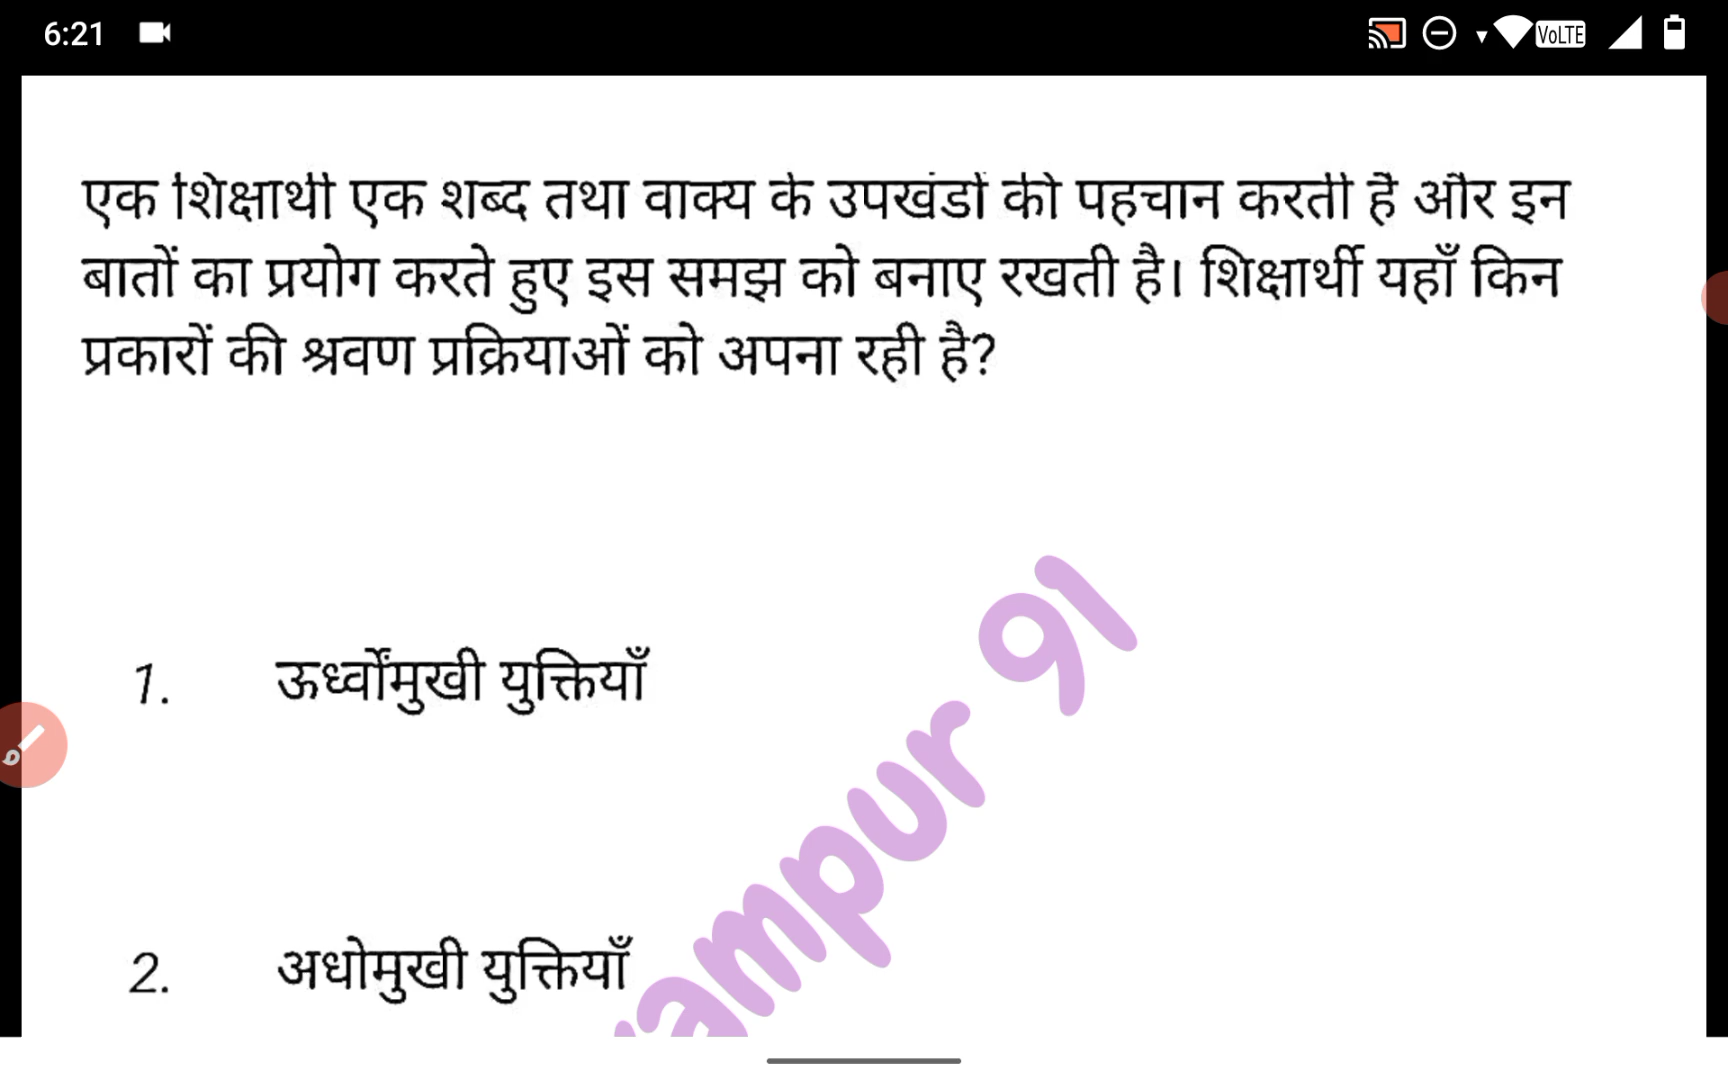 6:21
VoLTE
एक शिक्षार्थी एक शब्द तथा वाक्य के उपखंडों की पहचान करती है और इन
बातों का प्रयोग करते हुए इस समझ को बनाए रखती है। शिक्षार्थी यहाँ किन
प्रकारों की श्रवण प्रक्रियाओं को अपना रही है?
1. ऊर्ध्वोंमुखी युक्तियाँ
2. अधोमुखी युक्तियाँ
rampur 91